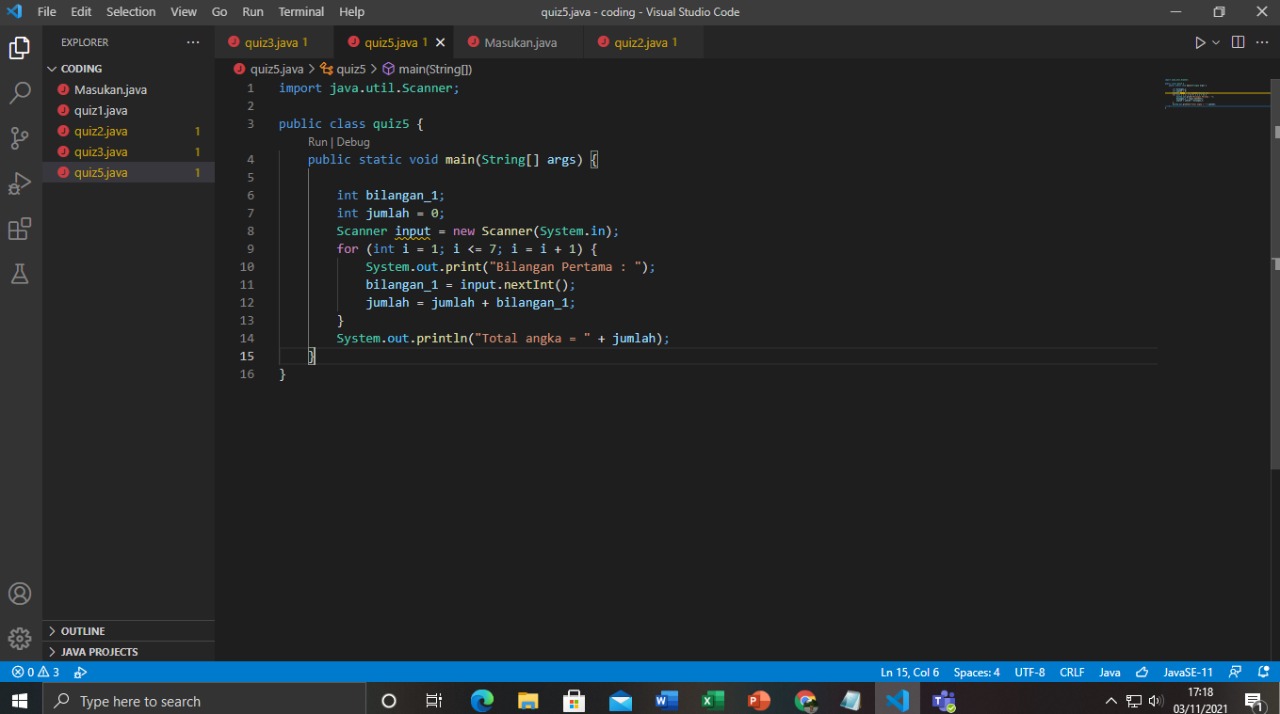 File Edit Selection View Go Run Terminal Help quiz5.java - coding - Visual Studio Code
EXPLORER ...
quiz3.java 1 quiz5.java 1 Masukan.java quiz2.java 1
CODING
Masukan.java
quiz1.java
quiz2.java 1
quiz3.java 1
quiz5.java 1
OUTLINE
JAVA PROJECTS
quiz5.java > quiz5 > main(String[])
1 import java.util.Scanner;
2
3 public class quiz5 {
Run | Debug
4 public static void main(String[] args) {
5
6 int bilangan_1;
7 int jumlah = 0;
8 Scanner input = new Scanner(System.in);
9 for (int i = 1; i <= 7; i = i + 1) {
10 System.out.print("Bilangan Pertama : ");
11 bilangan_1 = input.nextInt();
12 jumlah = jumlah + bilangan_1;
13 }
14 System.out.println("Total angka = " + jumlah);
15 }
16 }
0 3 Ln 15, Col 6 Spaces: 4 UTF-8 CRLF Java JavaSE-11
Type here to search
17:18
03/11/2021
1